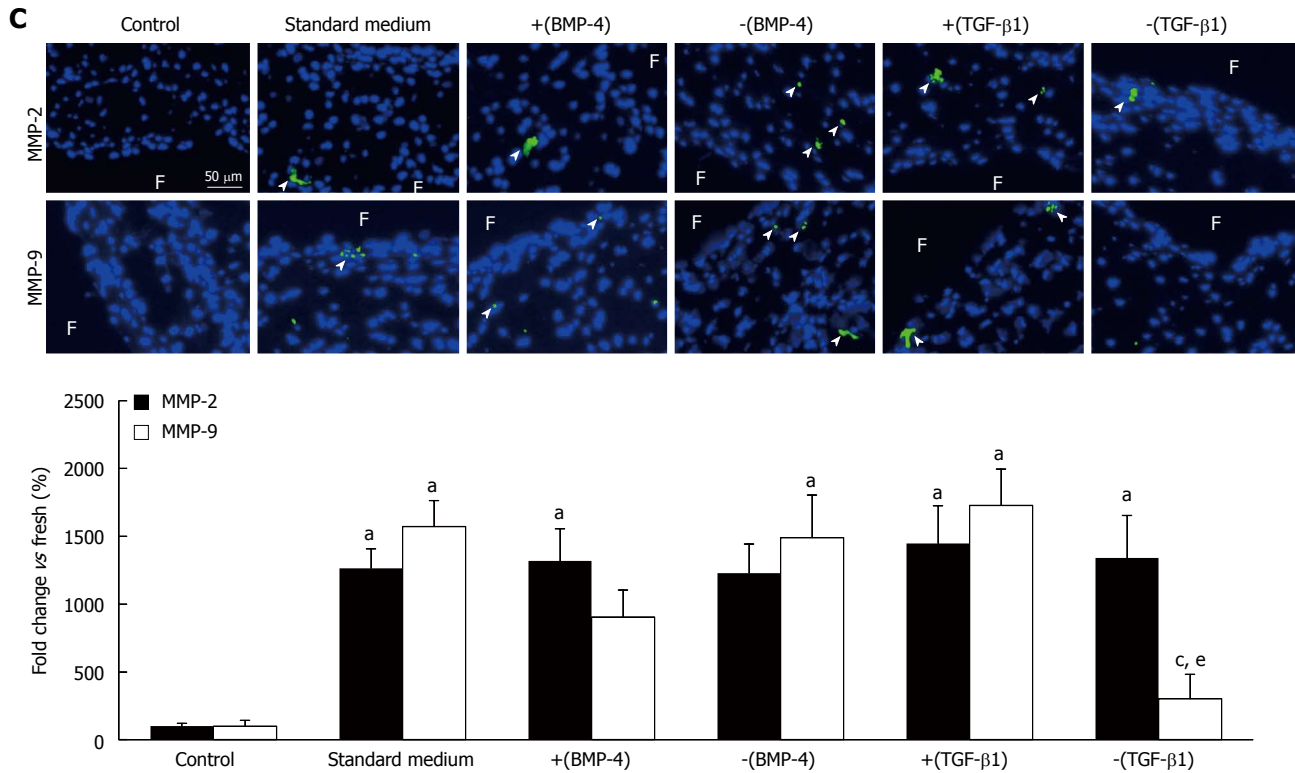 C
Control Standard medium +(BMP-4) -(BMP-4) +(TGF-β1) -(TGF-β1)
MMP-2
F 50 μm F F F F F
MMP-9
F F F F F F
2500
2000
1500
1000
500
0
Fold change vs fresh (%)
MMP-2
MMP-9
a a a a a a a c, e
Control Standard medium +(BMP-4) -(BMP-4) +(TGF-β1) -(TGF-β1)